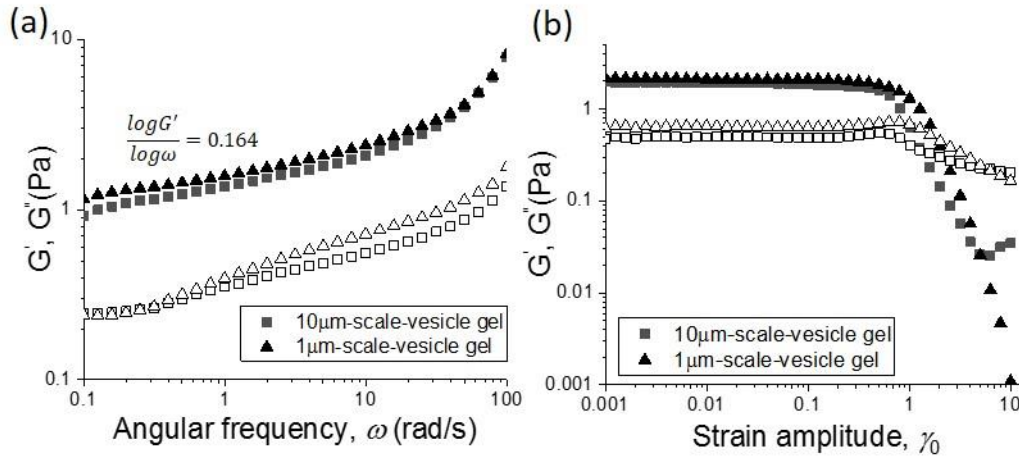 (a)
G', G" (Pa)
10
1
0.1
logG'
logω = 0.164
10μm-scale-vesicle gel
1μm-scale-vesicle gel
0.1 1 10 100
Angular frequency, ω (rad/s)
(b)
G', G" (Pa)
1
0.1
0.01
0.001
10μm-scale-vesicle gel
1μm-scale-vesicle gel
0.001 0.01 0.1 1 10
Strain amplitude, γ0